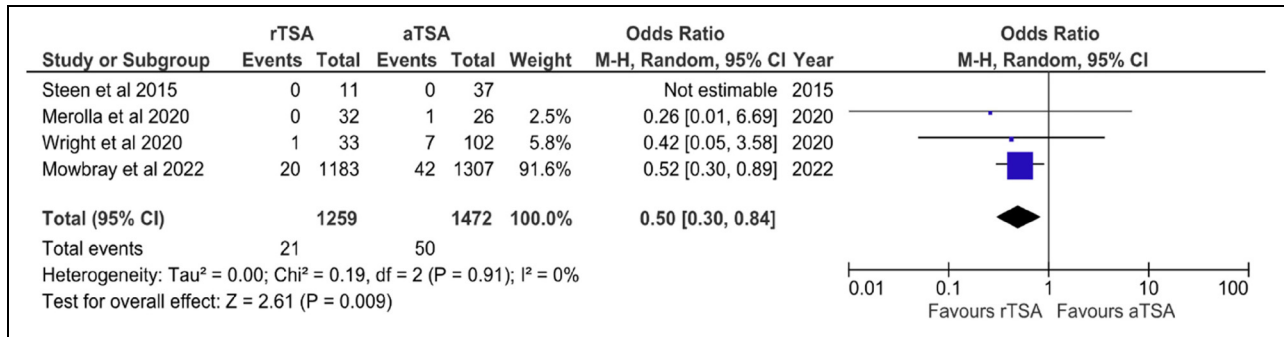 rTSA aTSA Odds Ratio Odds Ratio
Study or Subgroup Events Total Events Total Weight M-H, Random, 95% CI Year M-H, Random, 95% CI
Steen et al 2015 0 11 0 37 Not estimable 2015
Merolla et al 2020 0 32 1 26 2.5% 0.26 [0.01, 6.69] 2020
Wright et al 2020 1 33 7 102 5.8% 0.42 [0.05, 3.58] 2020
Mowbray et al 2022 20 1183 42 1307 91.6% 0.52 [0.30, 0.89] 2022
Total (95% CI) 1259 1472 100.0% 0.50 [0.30, 0.84]
Total events 21 50
Heterogeneity: Tau² = 0.00; Chi² = 0.19, df = 2 (P = 0.91); I² = 0%
Test for overall effect: Z = 2.61 (P = 0.009)
0.01 0.1 1 10 100
Favours rTSA Favours aTSA